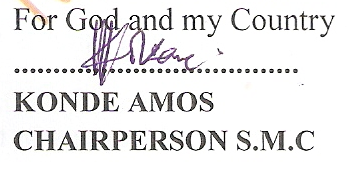 For God and my Country
..............................
KONDE AMOS
CHAIRPERSON S.M.C